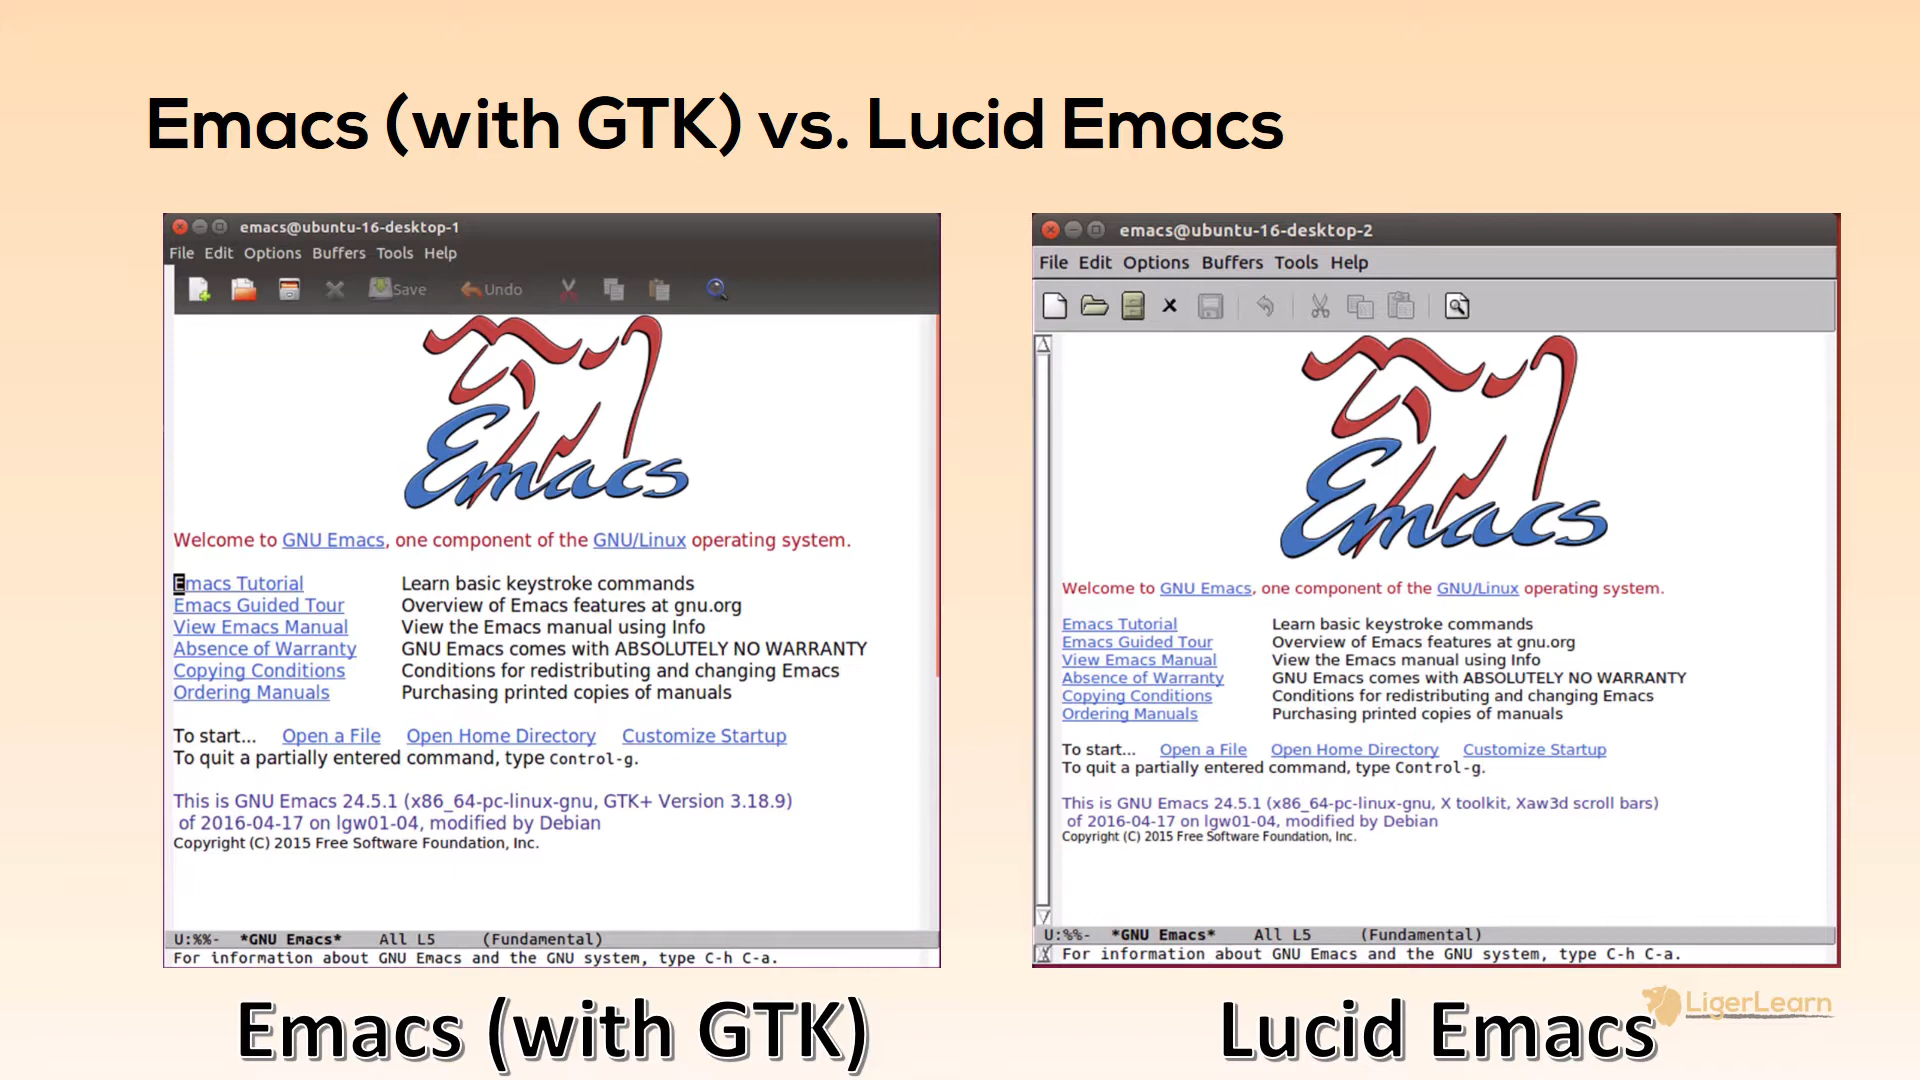 Emacs (with GTK) vs. Lucid Emacs
emacs@ubuntu-16-desktop-1
File Edit Options Buffers Tools Help
Save Undo
Emacs
Welcome to GNU Emacs, one component of the GNU/Linux operating system.
Emacs Tutorial Learn basic keystroke commands
Emacs Guided Tour Overview of Emacs features at gnu.org
View Emacs Manual View the Emacs manual using Info
Absence of Warranty GNU Emacs comes with ABSOLUTELY NO WARRANTY
Copying Conditions Conditions for redistributing and changing Emacs
Ordering Manuals Purchasing printed copies of manuals
To start... Open a File Open Home Directory Customize Startup
To quit a partially entered command, type Control-g.
This is GNU Emacs 24.5.1 (x86_64-pc-linux-gnu, GTK+ Version 3.18.9)
of 2016-04-17 on lgw01-04, modified by Debian
Copyright (C) 2015 Free Software Foundation, Inc.
U:%%- *GNU Emacs* All L5 (Fundamental)
For information about GNU Emacs and the GNU system, type C-h C-a.
Emacs (with GTK)
emacs@ubuntu-16-desktop-2
File Edit Options Buffers Tools Help
Emacs
Welcome to GNU Emacs, one component of the GNU/Linux operating system.
Emacs Tutorial Learn basic keystroke commands
Emacs Guided Tour Overview of Emacs features at gnu.org
View Emacs Manual View the Emacs manual using Info
Absence of Warranty GNU Emacs comes with ABSOLUTELY NO WARRANTY
Copying Conditions Conditions for redistributing and changing Emacs
Ordering Manuals Purchasing printed copies of manuals
To start... Open a File Open Home Directory Customize Startup
To quit a partially entered command, type Control-g.
This is GNU Emacs 24.5.1 (x86_64-pc-linux-gnu, X toolkit, Xaw3d scroll bars)
of 2016-04-17 on lgw01-04, modified by Debian
Copyright (C) 2015 Free Software Foundation, Inc.
U:%%- *GNU Emacs* All L5 (Fundamental)
For information about GNU Emacs and the GNU system, type C-h C-a.
Lucid Emacs
LigerLearn